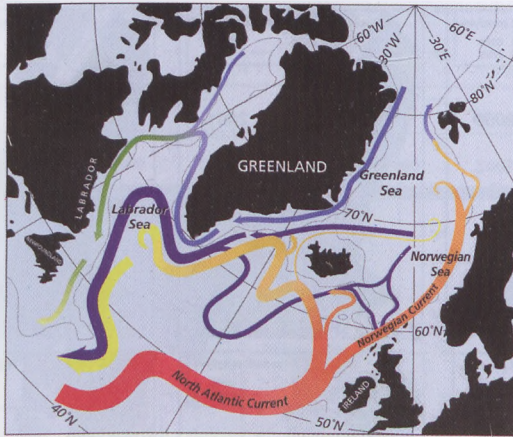 60°W
30°W
60°E
30°E
80°N
GREENLAND
Greenland
Sea
LABRADOR
Labrador
Sea
70°N
NEWFOUNDLAND
Norwegian
Sea
Norwegian Current
60°N
North Atlantic Current
IRELAND
40°N
50°N